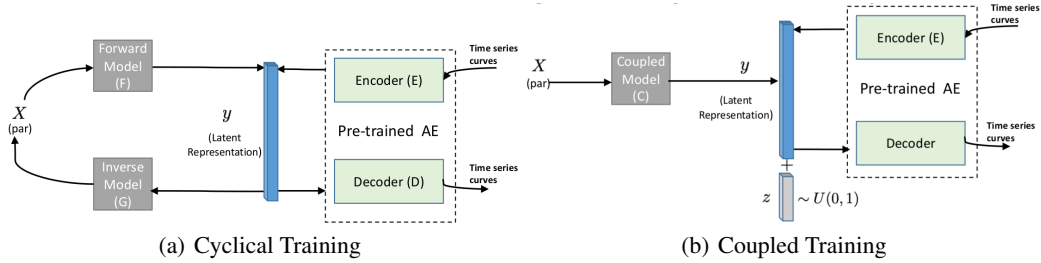 Forward
Model
(F)
X
(par)
Inverse
Model
(G)
y
(Latent
Representation)
Encoder (E)
Pre-trained AE
Decoder (D)
Time series
curves
Time series
curves
(a) Cyclical Training
X
(par)
Coupled
Model
(C)
y
(Latent
Representation)
Encoder (E)
Pre-trained AE
Decoder
Time series
curves
Time series
curves
+
z ∼ U(0, 1)
(b) Coupled Training